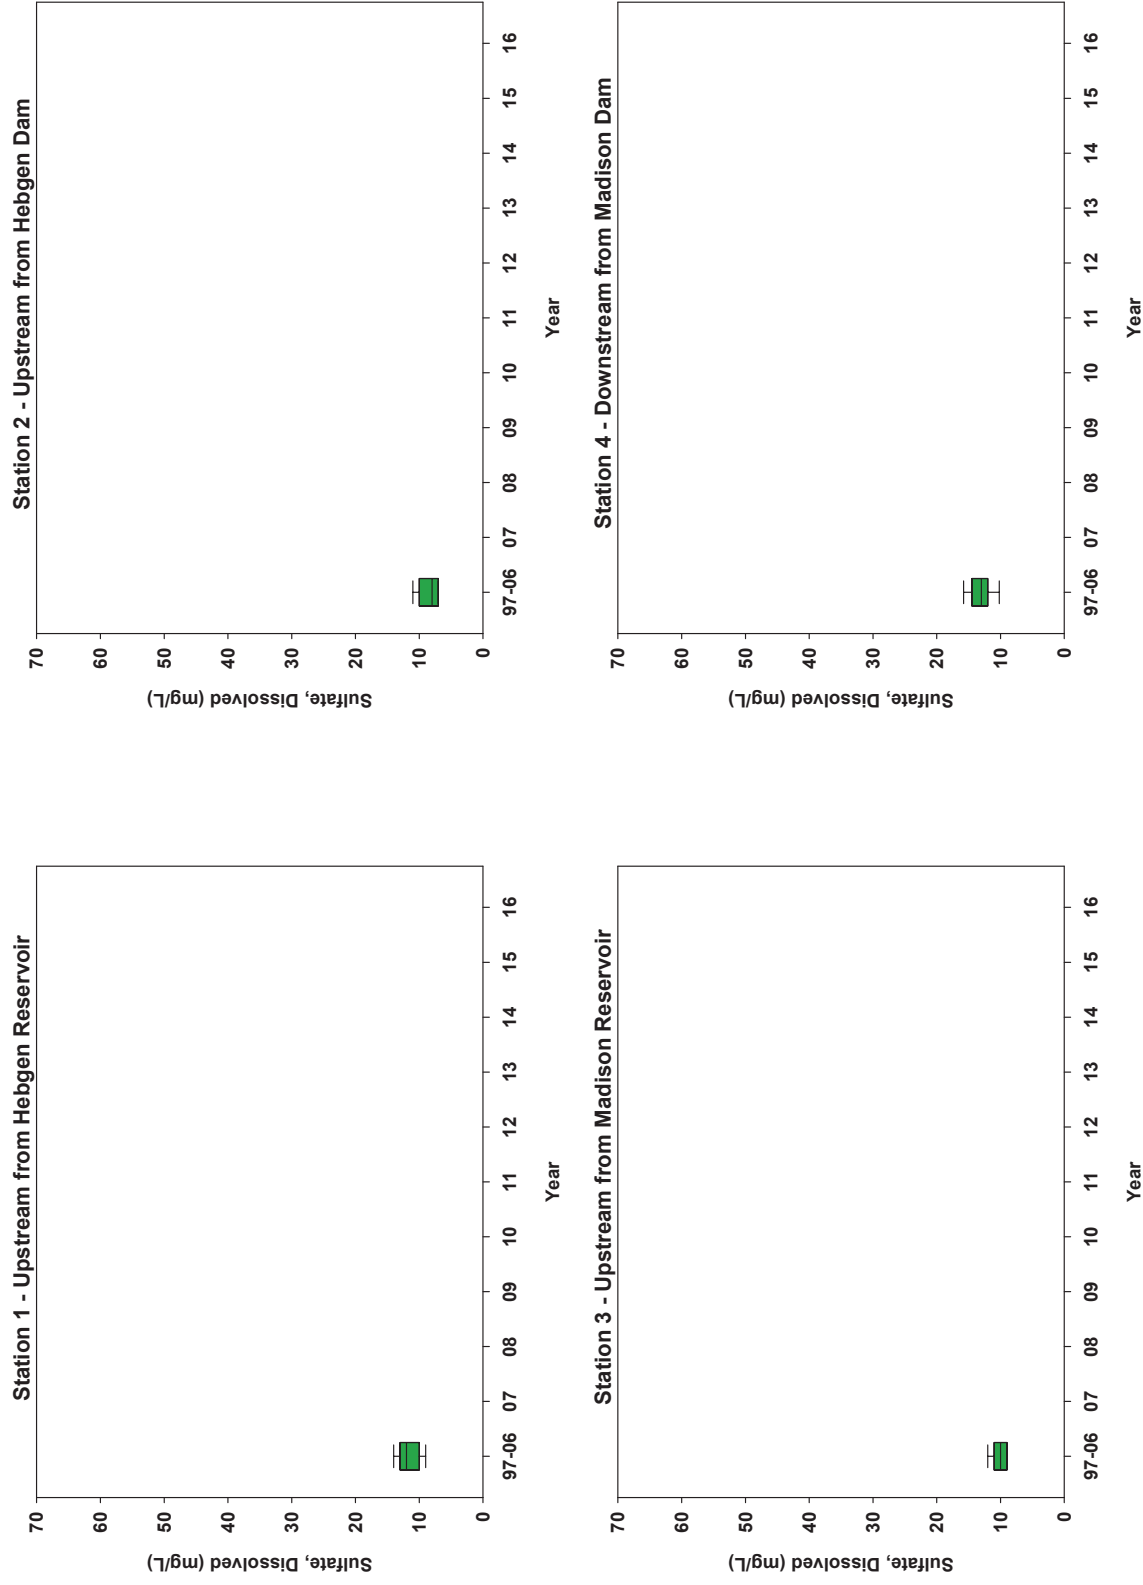 Station 1 - Upstream from Hebgen Reservoir
70
60
50
40
30
20
10
0
Sulfate, Dissolved (mg/L)
97-06 07 08 09 10 11 12 13 14 15 16
Year
Station 2 - Upstream from Hebgen Dam
70
60
50
40
30
20
10
0
Sulfate, Dissolved (mg/L)
97-06 07 08 09 10 11 12 13 14 15 16
Year
Station 3 - Upstream from Madison Reservoir
70
60
50
40
30
20
10
0
Sulfate, Dissolved (mg/L)
97-06 07 08 09 10 11 12 13 14 15 16
Year
Station 4 - Downstream from Madison Dam
70
60
50
40
30
20
10
0
Sulfate, Dissolved (mg/L)
97-06 07 08 09 10 11 12 13 14 15 16
Year